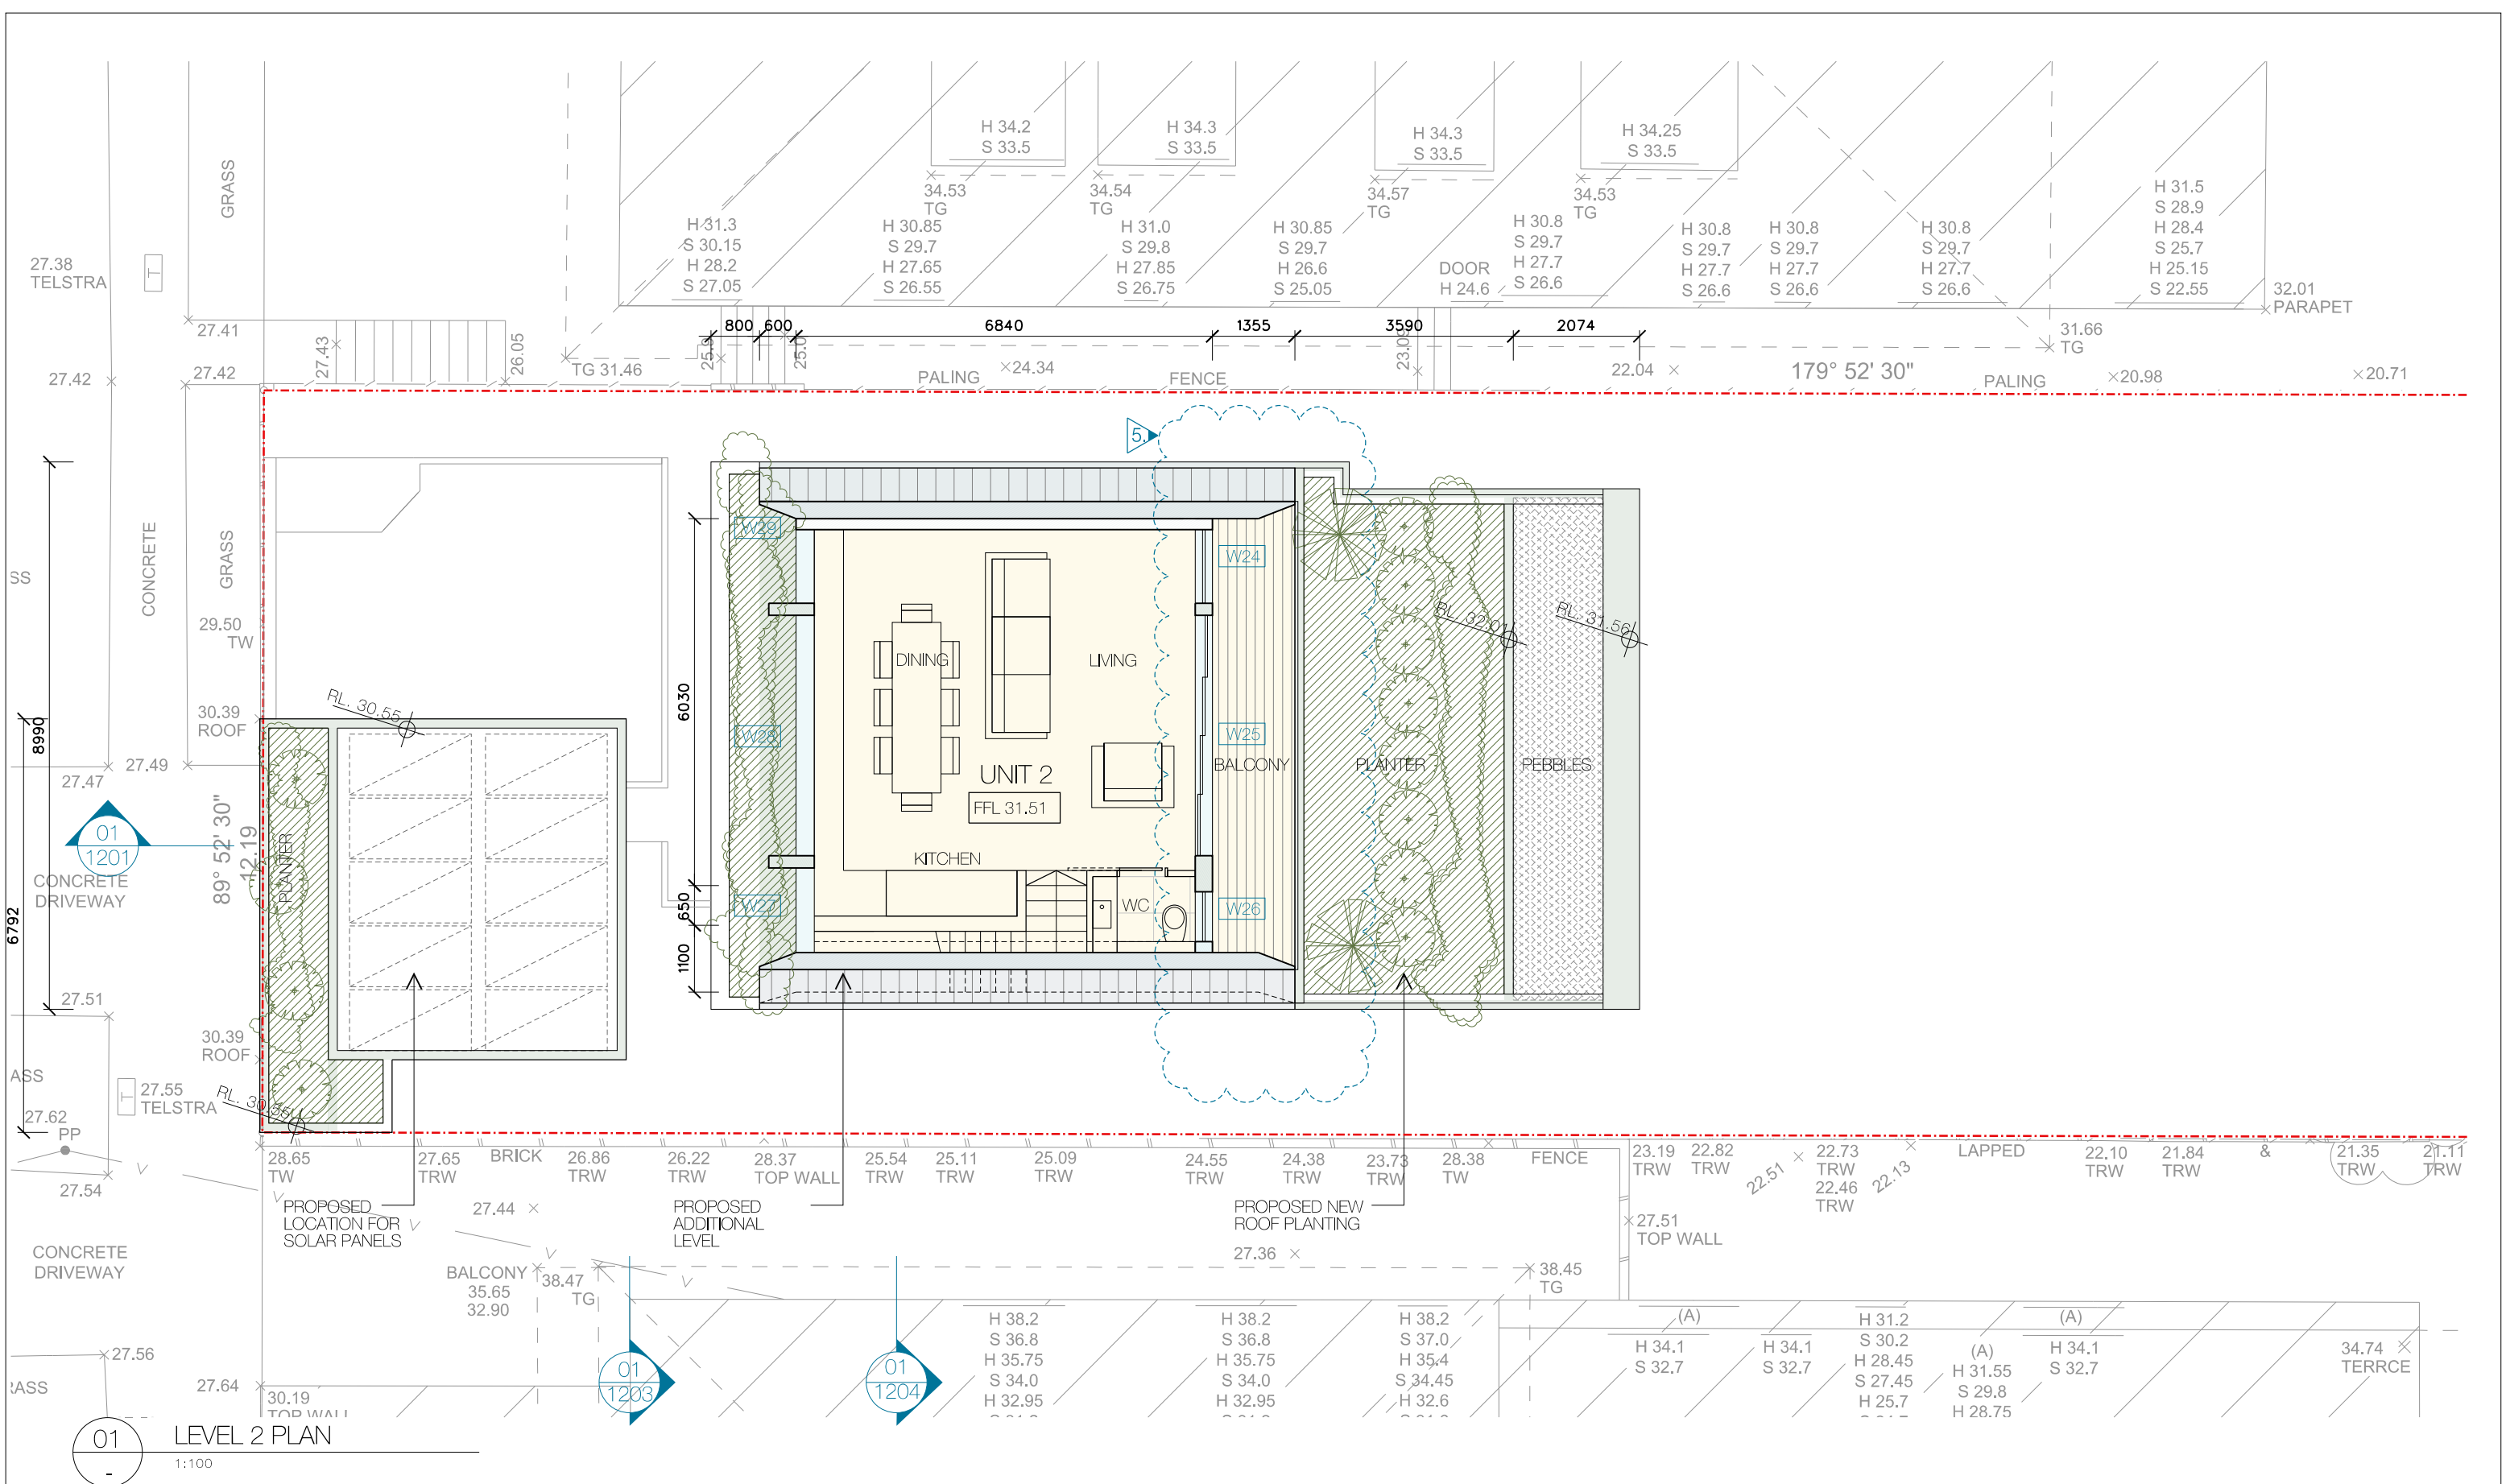 H 34.2
S 33.5
H 34.3
S 33.5
H 34.3
S 33.5
H 34.25
S 33.5
34.53
TG
34.54
TG
34.57
TG
34.53
TG
GRASS
H 31.3
S 30.15
H 28.2
S 27.05
H 30.85
S 29.7
H 27.65
S 26.55
H 31.0
S 29.8
H 27.85
S 26.75
H 30.85
S 29.7
H 26.6
S 25.05
DOOR
H 24.6
H 30.8
S 29.7
H 27.7
S 26.6
H 30.8
S 29.7
H 27.7
S 26.6
H 30.8
S 29.7
H 27.7
S 26.6
H 30.8
S 29.7
H 27.7
S 26.6
H 31.5
S 28.9
H 28.4
S 25.7
H 25.15
S 22.55
32.01
PARAPET
27.38
TELSTRA
T
27.41
27.43
26.05
800 600 6840 1355 3590 2074
31.66
TG
27.42
27.42
TG 31.46
PALING
24.34
FENCE
22.04
179° 52' 30"
PALING
20.98
20.71
5.
CONCRETE
GRASS
SS
W29
W24
29.50
TW
DINING
LIVING
RL. 32.01
RL. 31.56
30.39
ROOF
RL. 30.55
6030
8990
W28
W25
UNIT 2
BALCONY
PLANTER
PEBBLES
FFL 31.51
27.47
27.49
01
1201
89° 52' 30"
12.19
PLANTER
KITCHEN
CONCRETE
DRIVEWAY
6792
650
W27
WC
W26
1100
27.51
30.39
ROOF
ASS
T
27.55
TELSTRA
RL. 30.55
27.62
PP
27.54
28.65
TW
27.65
TRW
BRICK
26.86
TRW
26.22
TRW
28.37
TOP WALL
25.54
TRW
25.11
TRW
25.09
TRW
24.55
TRW
24.38
TRW
23.73
TRW
28.38
TW
FENCE
23.19
TRW
22.82
TRW
22.51
22.73
TRW
22.46
TRW
22.13
LAPPED
22.10
TRW
21.84
TRW
&
21.35
TRW
21.11
TRW
V
V
V
V
V
PROPOSED
LOCATION FOR
SOLAR PANELS
27.44
PROPOSED
ADDITIONAL
LEVEL
PROPOSED NEW
ROOF PLANTING
27.51
TOP WALL
CONCRETE
DRIVEWAY
27.36
BALCONY
35.65
32.90
38.47
TG
38.45
TG
H 38.2
S 36.8
H 35.75
S 34.0
H 32.95
H 38.2
S 36.8
H 35.75
S 34.0
H 32.95
H 38.2
S 37.0
H 35.4
S 34.45
H 32.6
(A)
H 34.1
S 32.7
H 34.1
S 32.7
H 31.2
S 30.2
H 28.45
S 27.45
H 25.7
(A)
H 31.55
S 29.8
H 28.75
(A)
H 34.1
S 32.7
34.74
TERRCE
27.56
ASS
27.64
30.19
TOP WALL
01
1203
01
1204
01
-
LEVEL 2 PLAN
1:100